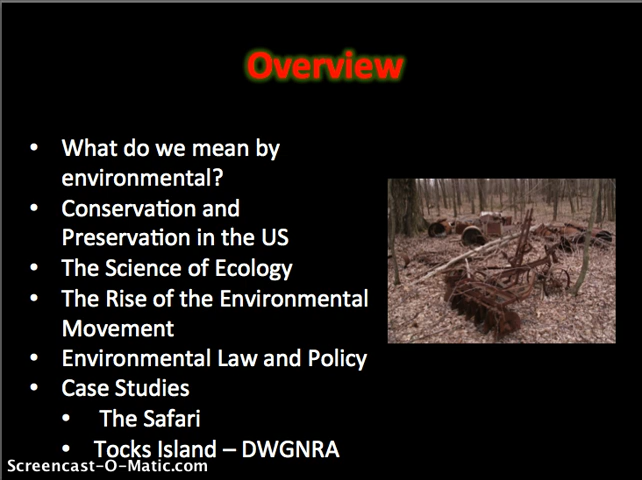 Overview
• What do we mean by
environmental?
• Conservation and
Preservation in the US
• The Science of Ecology
• The Rise of the Environmental
Movement
• Environmental Law and Policy
• Case Studies
• The Safari
• Tocks Island – DWGNRA
Screencast-O-Matic.com